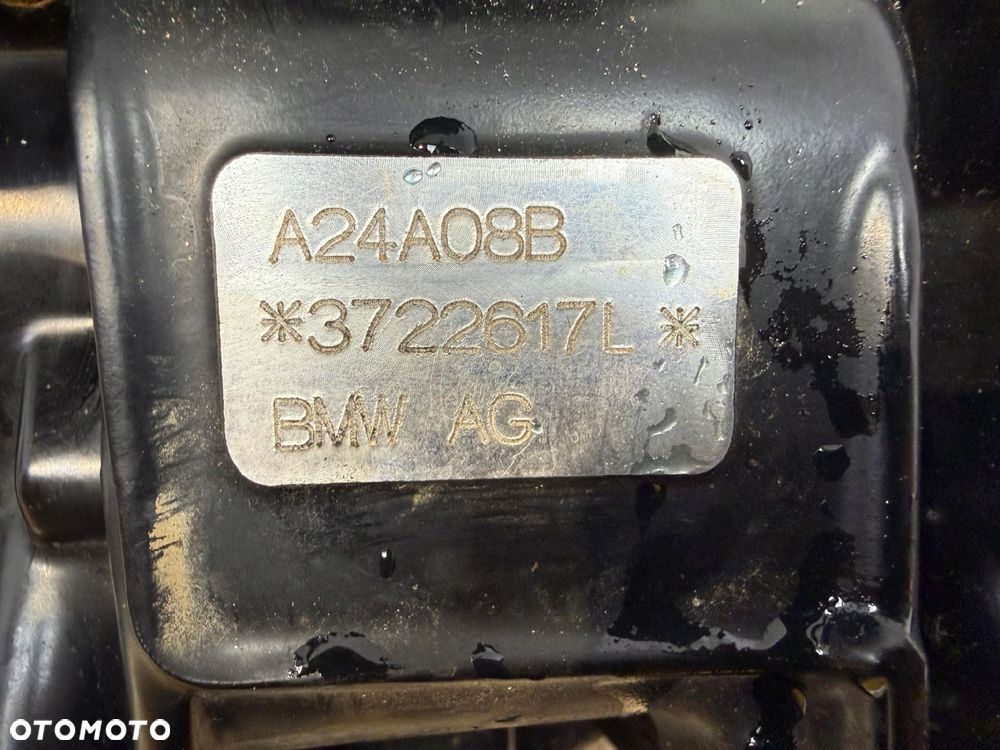 A24A08B
*3722617L *
BMW AG
OTOMOTO